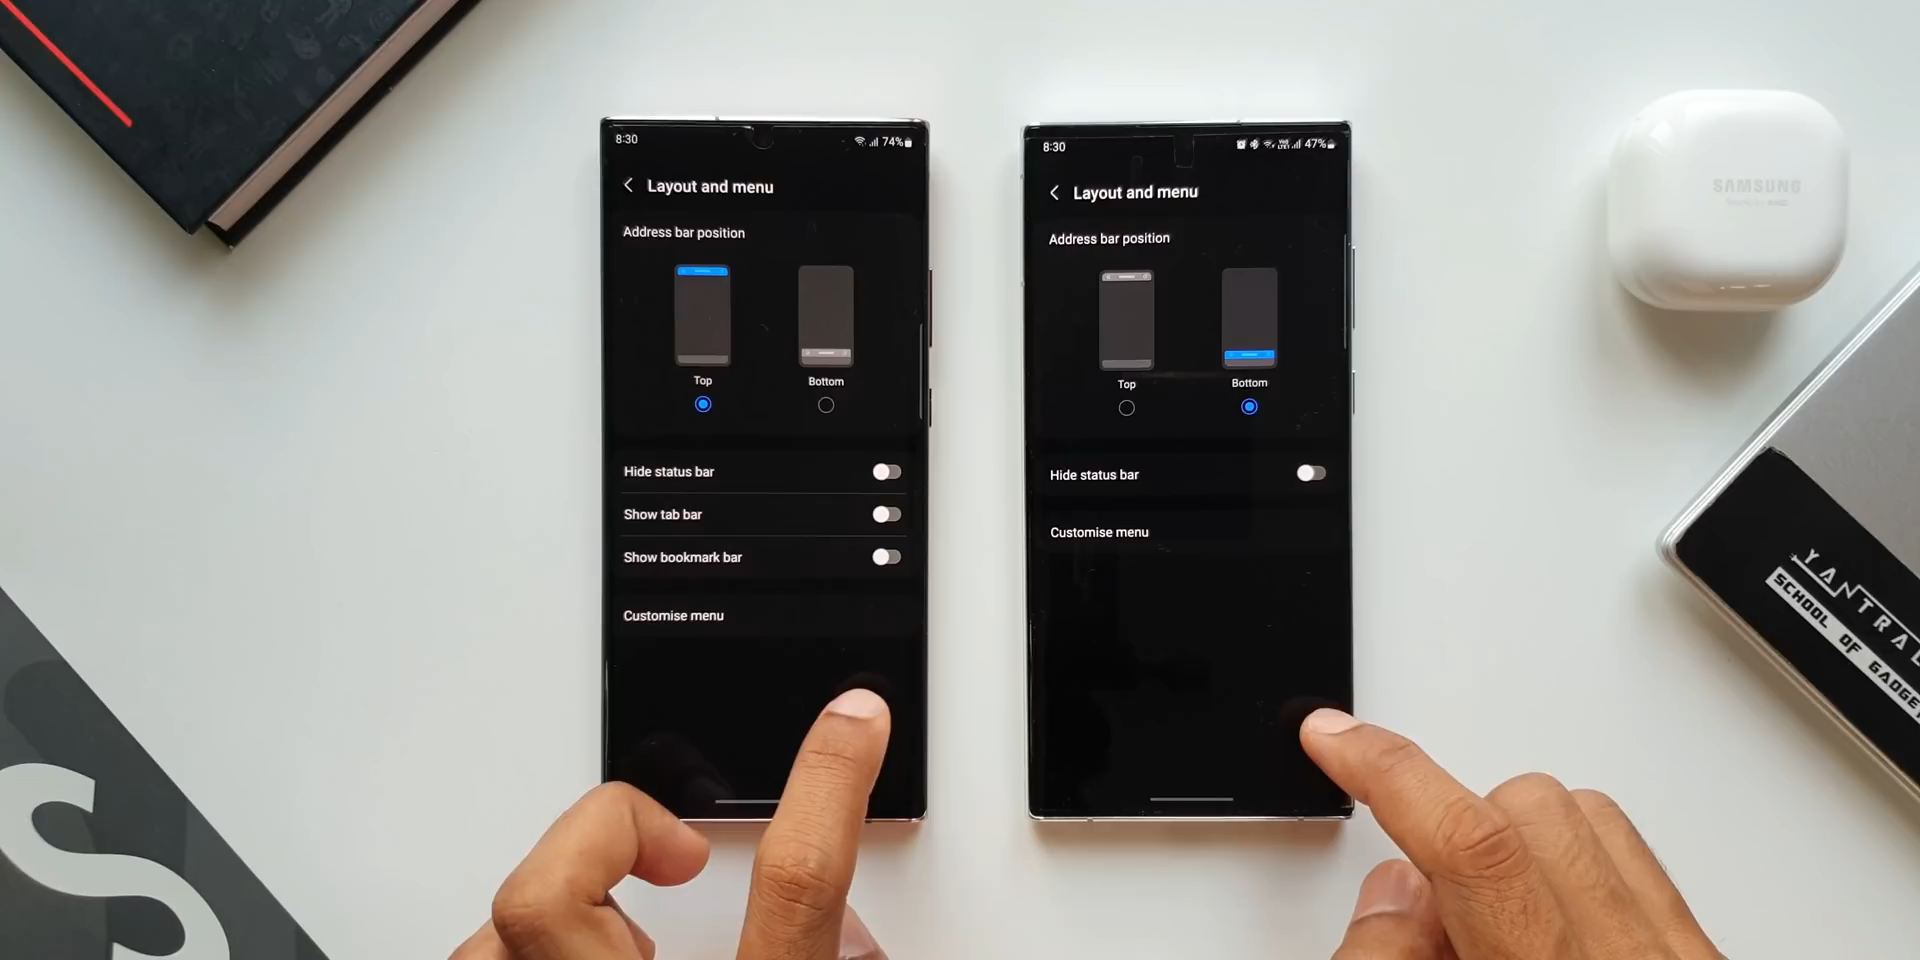 8:30
74%
Layout and menu
Address bar position
Top
Bottom
Hide status bar
Show tab bar
Show bookmark bar
Customise menu
8:30
47%
Layout and menu
Address bar position
Top
Bottom
Hide status bar
Customise menu
SAMSUNG
YANTRA
SCHOOL OF GADGE
S